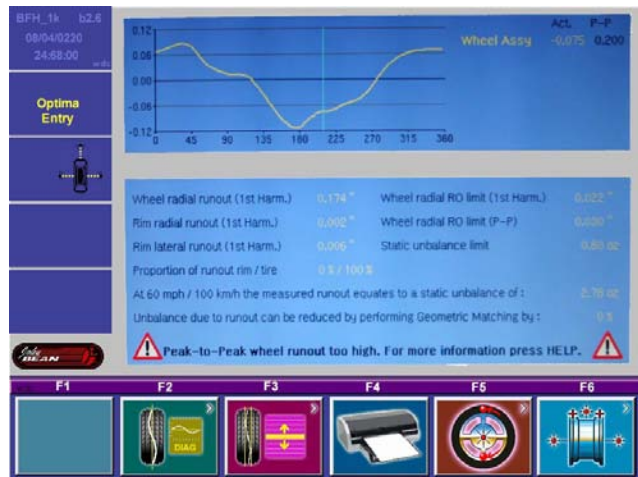 BFH_1k b2.6
08/04/0230
24:58:00
wds
Optima
Entry
Act. P-P
Wheel Assy -0.075 0.200
0.12
0.06
0.00
-0.06
-0.12
0 45 90 135 180 225 270 315 360
Wheel radial runout (1st Harm.) 0.174 " Wheel radial RO limit (1st Harm.) 0.022 "
Rim radial runout (1st Harm.) 0.002 " Wheel radial RO limit (P-P) 0.030 "
Rim lateral runout (1st Harm.) 0.006 " Static unbalance limit oz
Proportion of runout rim / tire 0 % / 100 %
At 60 mph / 100 km/h the measured runout equates to a static unbalance of : 2.78 oz
Unbalance due to runout can be reduced by performing Geometric Matching by : 0 %
Peak-to-Peak wheel runout too high. For more information press HELP.
John
BEAN
F1 F2 F3 F4 F5 F6
DIAG